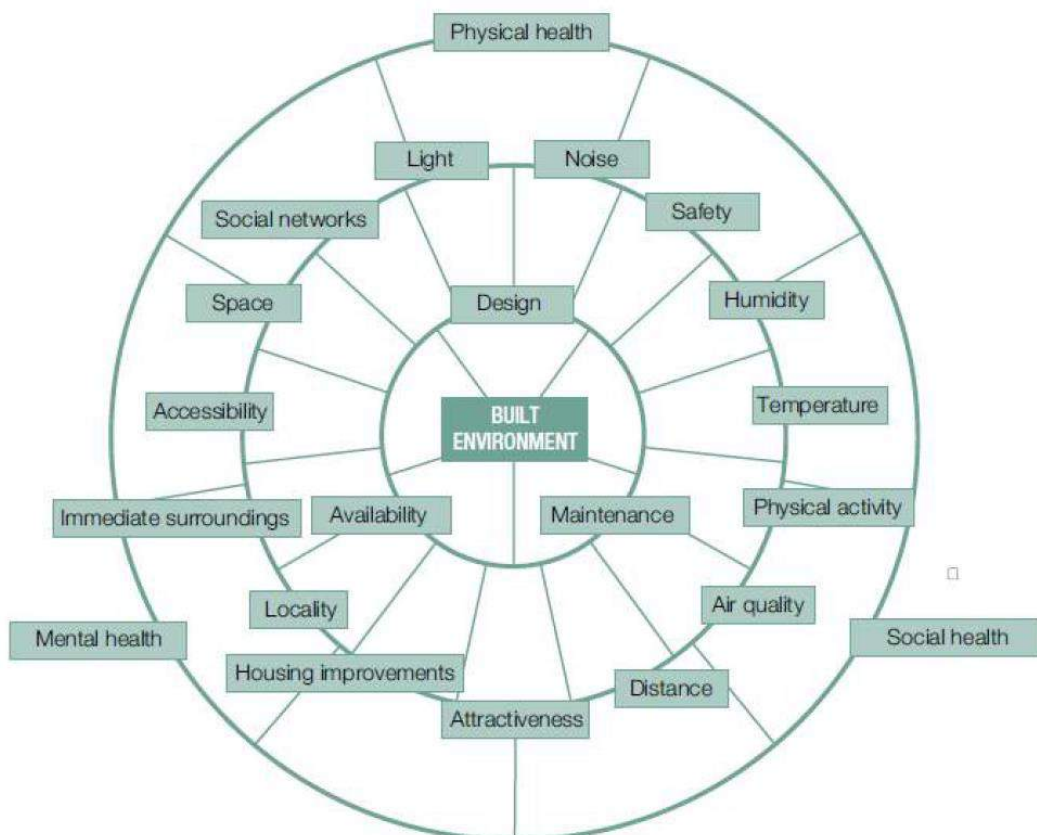 Physical health
Light
Noise
Social networks
Safety
Space
Design
Humidity
Accessibility
BUILT
ENVIRONMENT
Temperature
Immediate surroundings
Availability
Maintenance
Physical activity
Locality
Air quality
Mental health
Social health
Housing improvements
Distance
Attractiveness